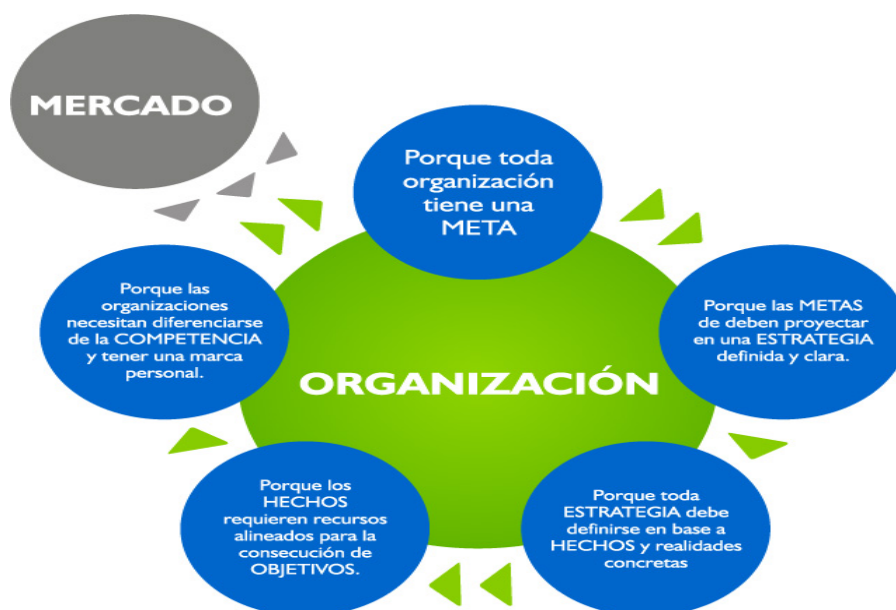 MERCADO
Porque toda
organización
tiene una
META
Porque las METAS
de deben proyectar
en una ESTRATEGIA
definida y clara.
Porque toda
ESTRATEGIA debe
definirse en base a
HECHOS y realidades
concretas
Porque los
HECHOS
requieren recursos
alineados para la
consecución de
OBJETIVOS.
Porque las
organizaciones
necesitan diferenciarse
de la COMPETENCIA
y tener una marca
personal.
ORGANIZACIÓN